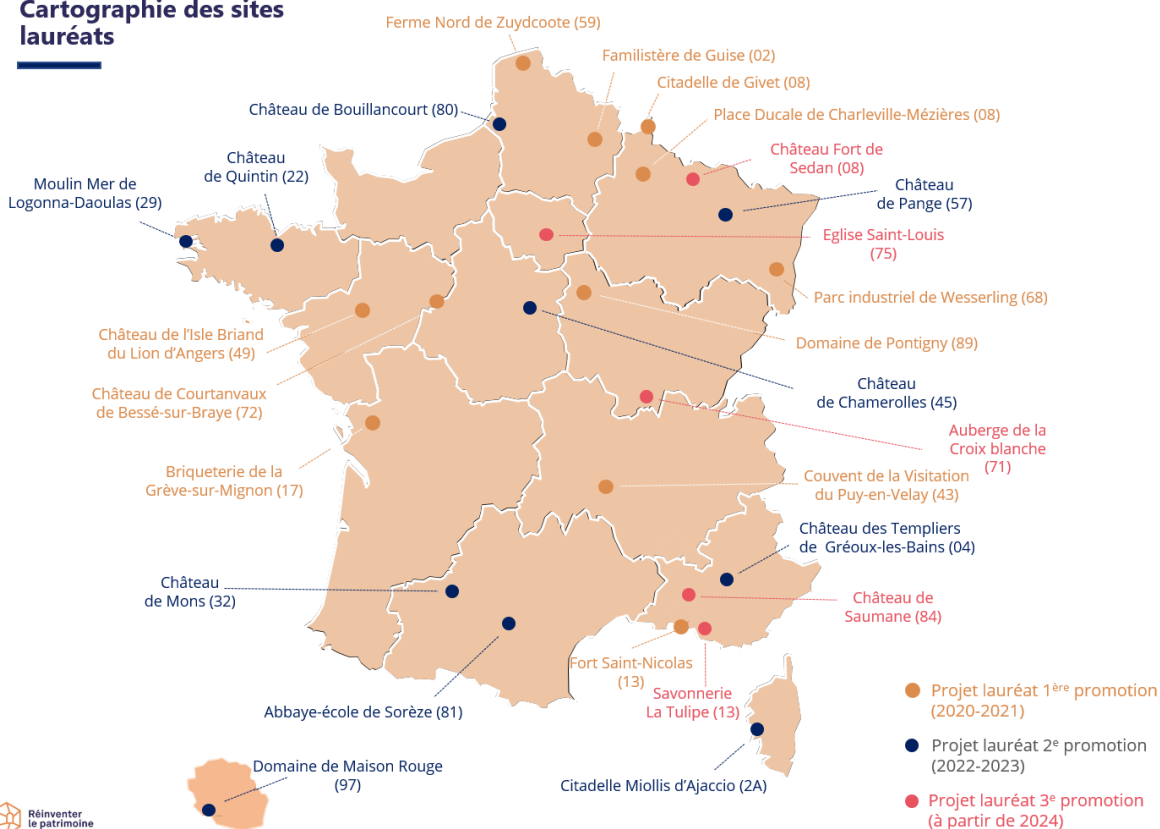 Cartographie des sites
lauréats
Ferme Nord de Zuydcoote (59)
Familistère de Guise (02)
Citadelle de Givet (08)
Château de Bouillancourt (80)
Place Ducale de Charleville-Mézières (08)
Château Fort de
Sedan (08)
Château
de Quintin (22)
Moulin Mer de
Logonna-Daoulas (29)
Château
de Pange (57)
Eglise Saint-Louis
(75)
Parc industriel de Wesserling (68)
Château de l'Isle Briand
du Lion d'Angers (49)
Domaine de Pontigny (89)
Château de Courtanvaux
de Bessé-sur-Braye (72)
Château
de Chamerolles (45)
Auberge de la
Croix blanche
(71)
Briqueterie de la
Grève-sur-Mignon (17)
Couvent de la Visitation
du Puy-en-Velay (43)
Château des Templiers
de Gréoux-les-Bains (04)
Château
de Mons (32)
Château de
Saumane (84)
Fort Saint-Nicolas
(13)
Savonnerie
La Tulipe (13)
Abbaye-école de Sorèze (81)
Domaine de Maison Rouge
(97)
Citadelle Miollis d'Ajaccio (2A)
Projet lauréat 1ère promotion
(2020-2021)
Projet lauréat 2e promotion
(2022-2023)
Projet lauréat 3e promotion
(à partir de 2024)
Réinventer
le patrimoine